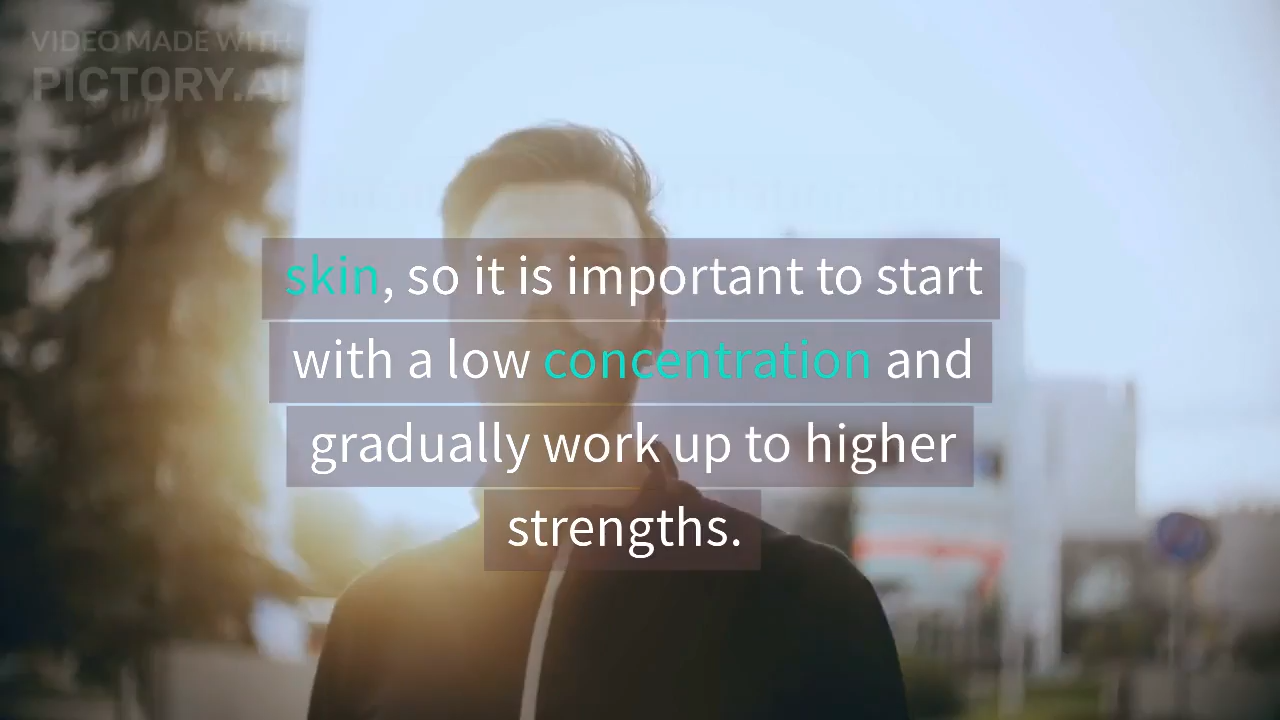 VIDEO MADE WITH
PICTORY.AI
skin, so it is important to start
with a low concentration and
gradually work up to higher
strengths.